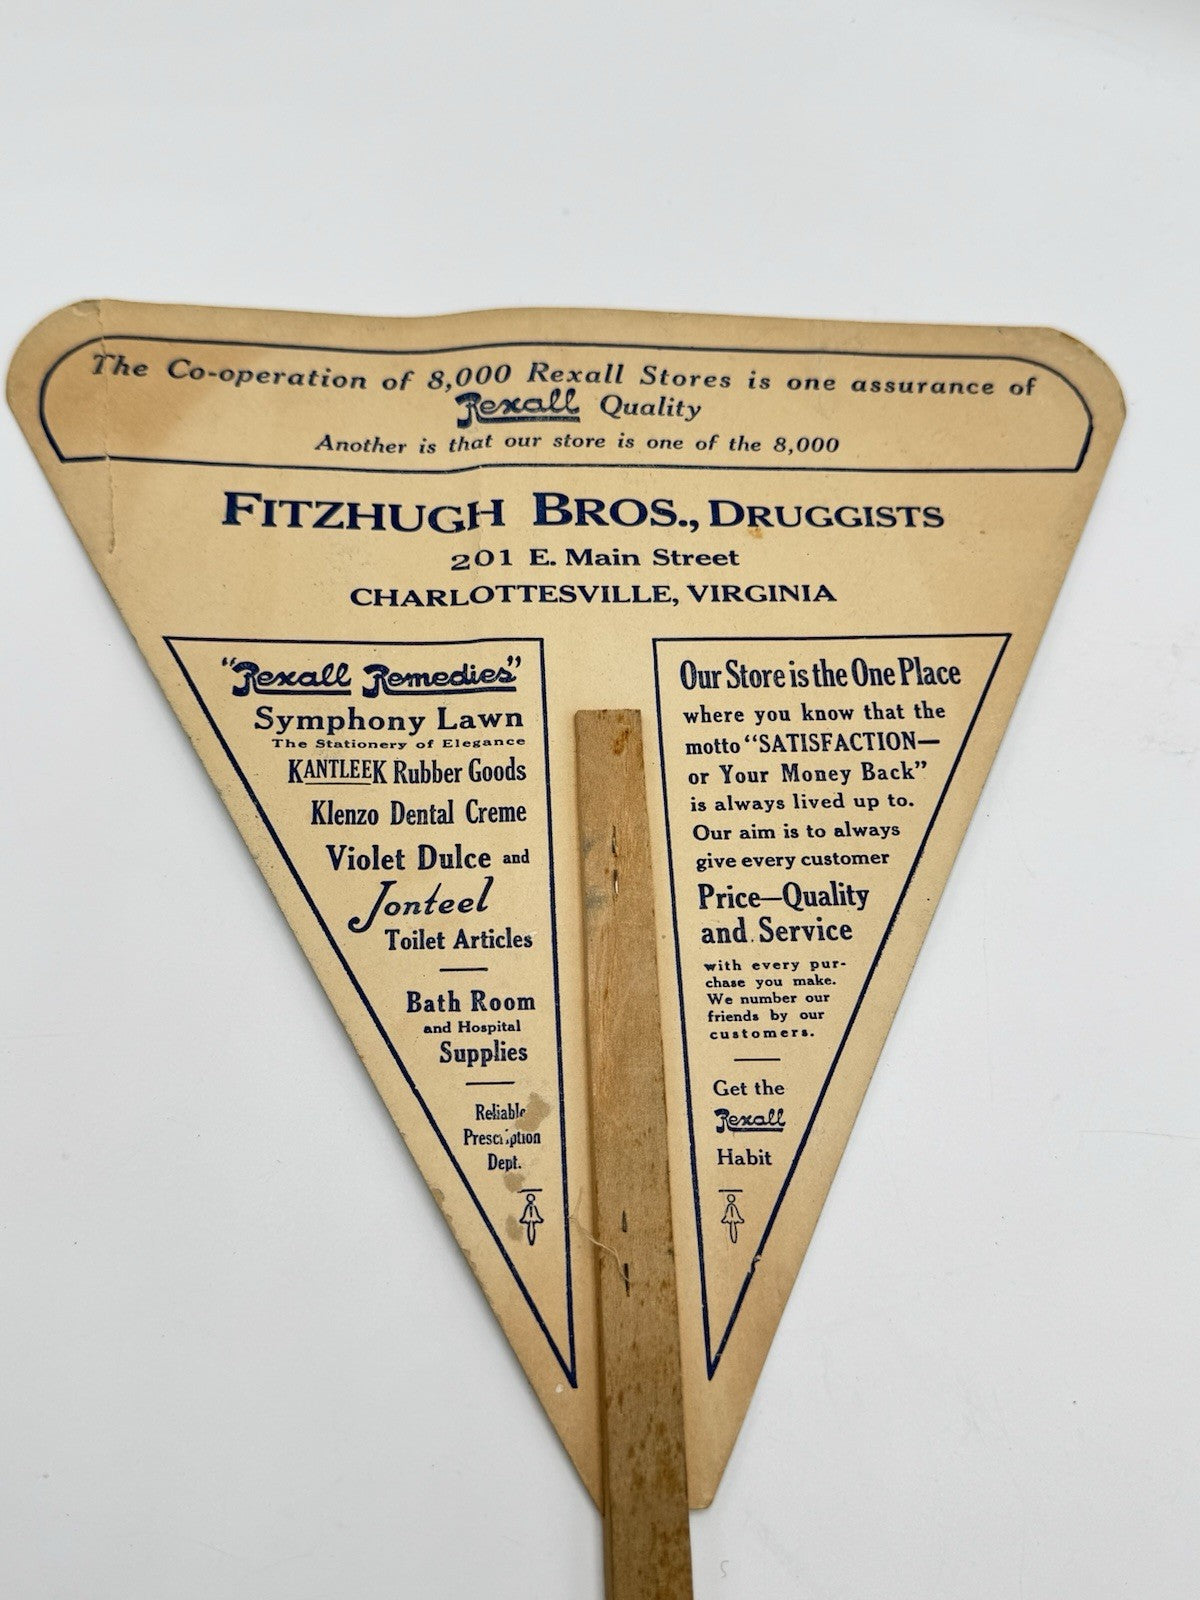 The Co-operation of 8,000 Rexall Stores is one assurance of
Rexall Quality
Another is that our store is one of the 8,000
FITZHUGH BROS., DRUGGISTS
201 E. Main Street
CHARLOTTESVILLE, VIRGINIA
"Rexall Remedies"
Symphony Lawn
The Stationery of Elegance
KANTLEEK Rubber Goods
Klenzo Dental Creme
Violet Dulce and
Jonteel
Toilet Articles
Bath Room
and Hospital
Supplies
Reliable
Prescription
Dept.
Our Store is the One Place
where you know that the
motto "SATISFACTION—
or Your Money Back"
is always lived up to.
Our aim is to always
give every customer
Price—Quality
and Service
with every pur-
chase you make.
We number our
friends by our
customers.
Get the
Rexall
Habit